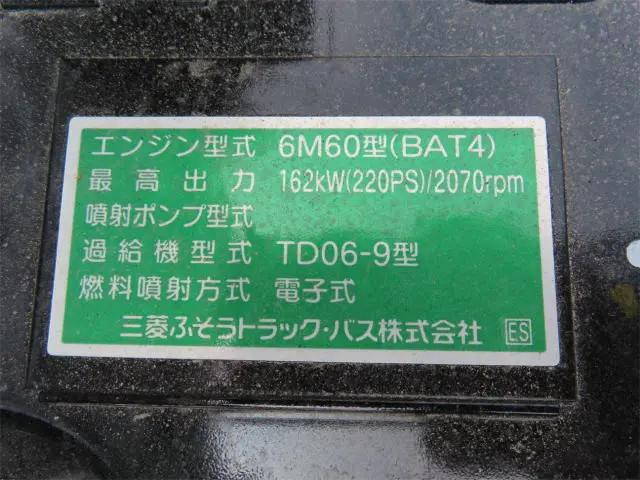 エンジン型式 6M60型(BAT4)
最高出力 162kW(220PS)/2070rpm
噴射ポンプ型式
過給機型式 TD06-9型
燃料噴射方式 電子式
三菱ふそうトラック・バス株式会社 ES